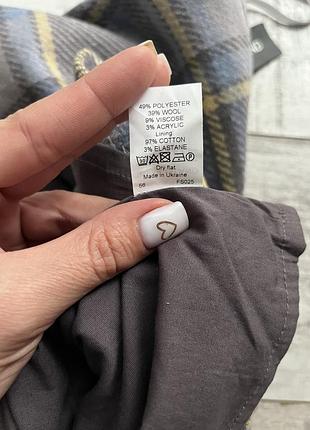 49% POLYESTER
39% WOOL
9% VISCOSE
3% ACRYLIC
Lining
97% COTTON
3% ELASTANE
Dry flat
Made in Ukraine
56 FS025